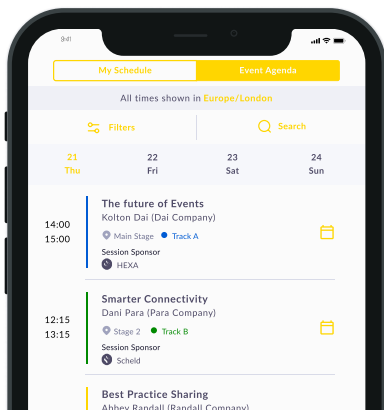 9:41
My Schedule
Event Agenda
All times shown in Europe/London
Filters
Search
21 22 23 24
Thu Fri Sat Sun
The future of Events
Kolton Dai (Dai Company)
14:00
15:00
Main Stage Track A
Session Sponsor
HEXA
Smarter Connectivity
Dani Para (Para Company)
12:15
13:15
Stage 2 Track B
Session Sponsor
Scheld
Best Practice Sharing
Abbey Randall (Randall Company)